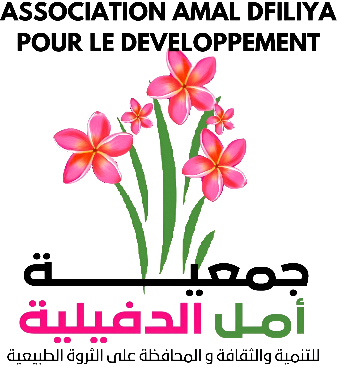 ASSOCIATION AMAL DFILIYA
POUR LE DEVELOPPEMENT
جمعية
أمل الدفيلية
للتنمية والثقافة و المحافظة على الثروة الطبيعية